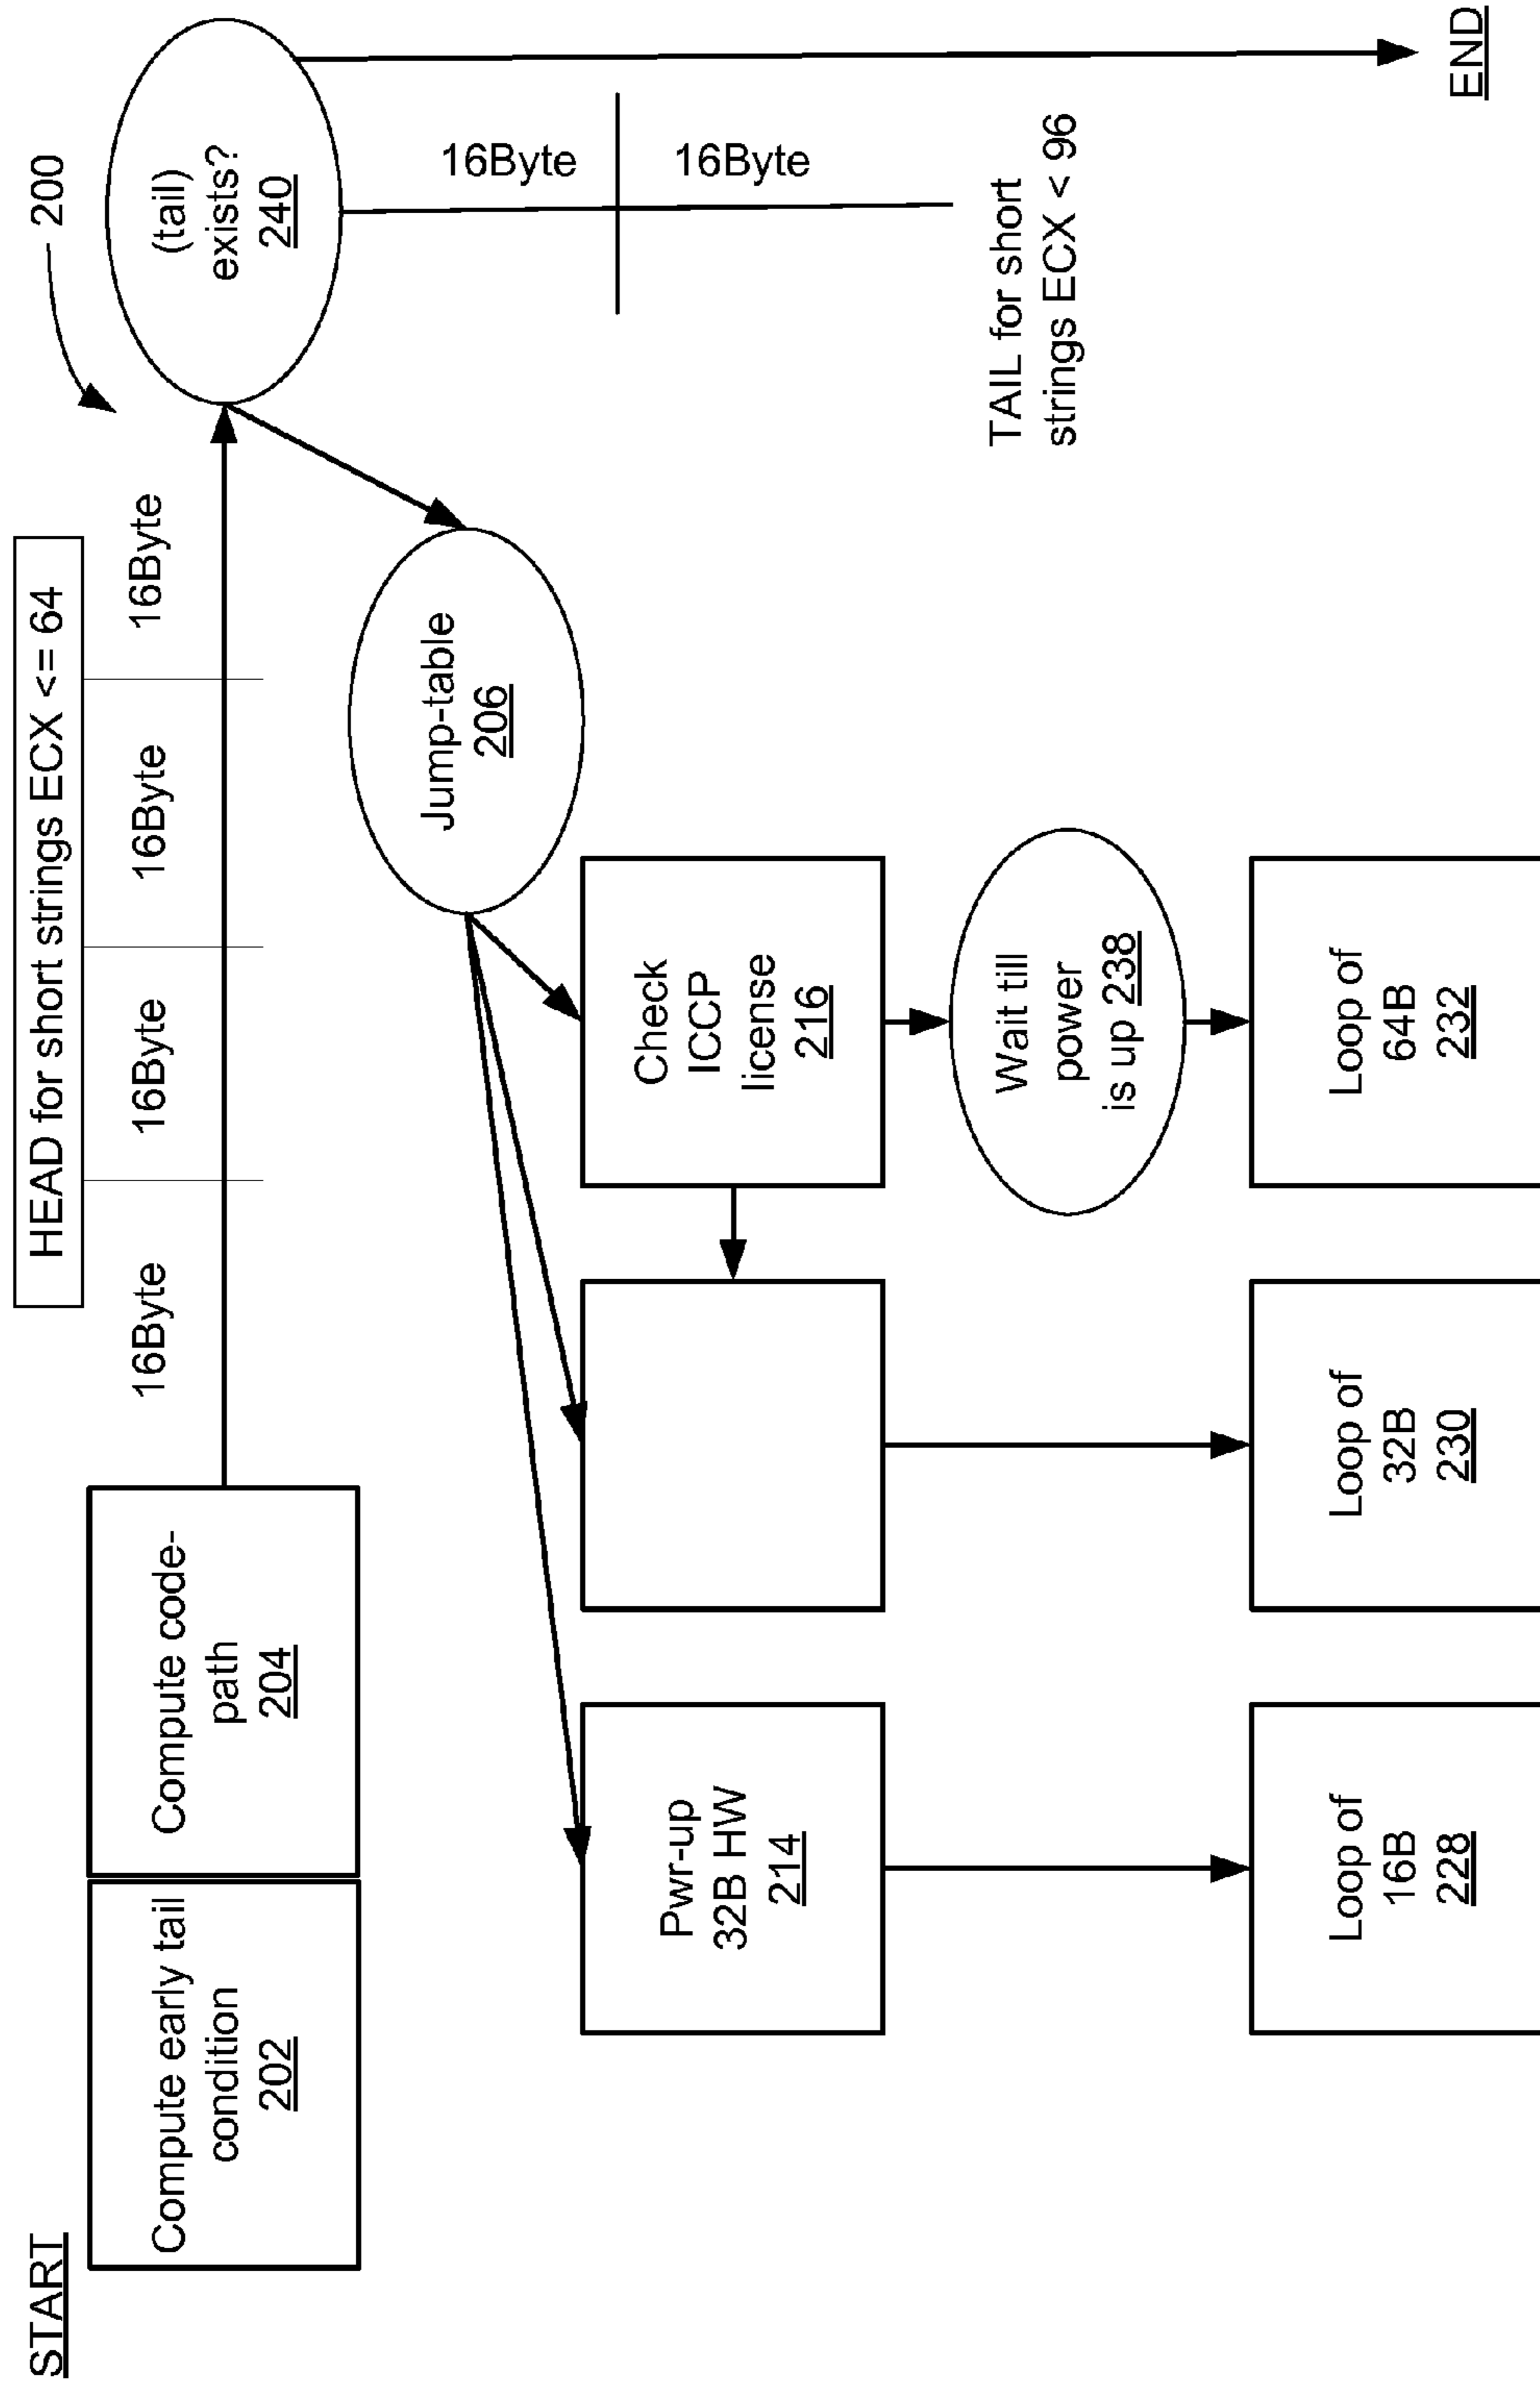 START
HEAD for short strings ECX <= 64
200
Compute early tail
condition
202
Compute code-
path
204
16Byte
16Byte
16Byte
16Byte
(tail)
exists?
240
Jump-table
206
16Byte
16Byte
Pwr-up
32B HW
214
Check
ICCP
license
216
Wait till
power
is up 238
TAIL for short
strings ECX < 96
Loop of
16B
228
Loop of
32B
230
Loop of
64B
232
END